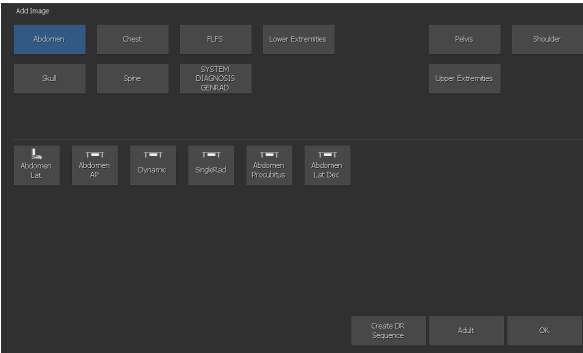 Add Image
Abdomen
Chest
FLFS
Lower Extremities
Pelvis
Shoulder
Skull
Spine
SYSTEM
DIAGNOSIS
GENRAD
Upper Extremities
Abdomen
Lat
Abdomen
AP
Dynamic
SingleRad
Abdomen
Procubitus
Abdomen
Lat Dec
Create DR
Sequence
Adult
OK